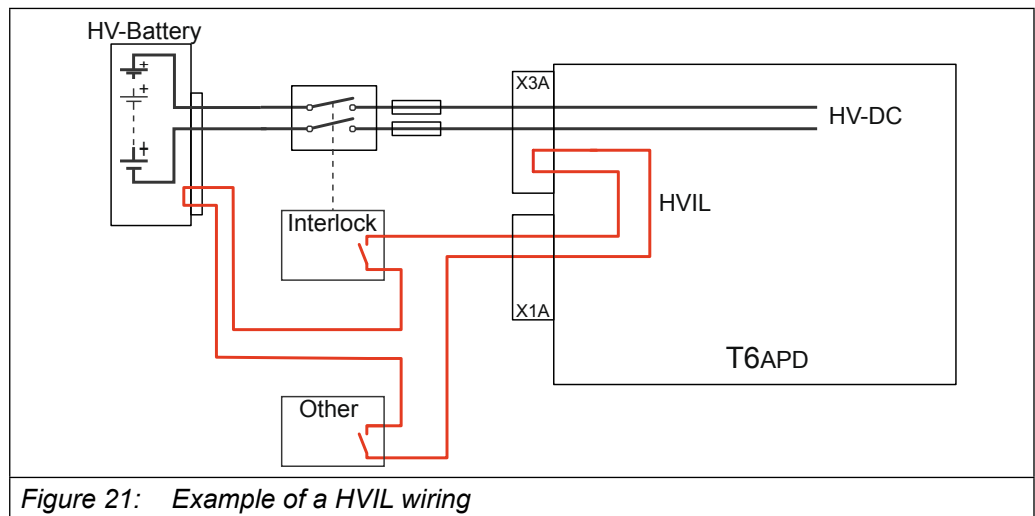 HV-Battery
+
+
+
X3A
HV-DC
HVIL
Interlock
X1A
T6APD
Other
Figure 21: Example of a HVIL wiring